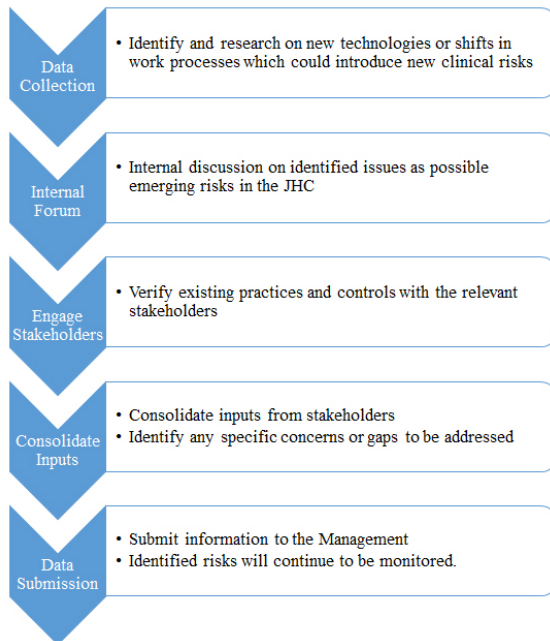 Data
Collection
• Identify and research on new technologies or shifts in
work processes which could introduce new clinical risks
Internal
Forum
• Internal discussion on identified issues as possible
emerging risks in the JHC
Engage
Stakeholders
• Verify existing practices and controls with the relevant
stakeholders
Consolidate
Inputs
• Consolidate inputs from stakeholders
• Identify any specific concerns or gaps to be addressed
Data
Submission
• Submit information to the Management
• Identified risks will continue to be monitored.